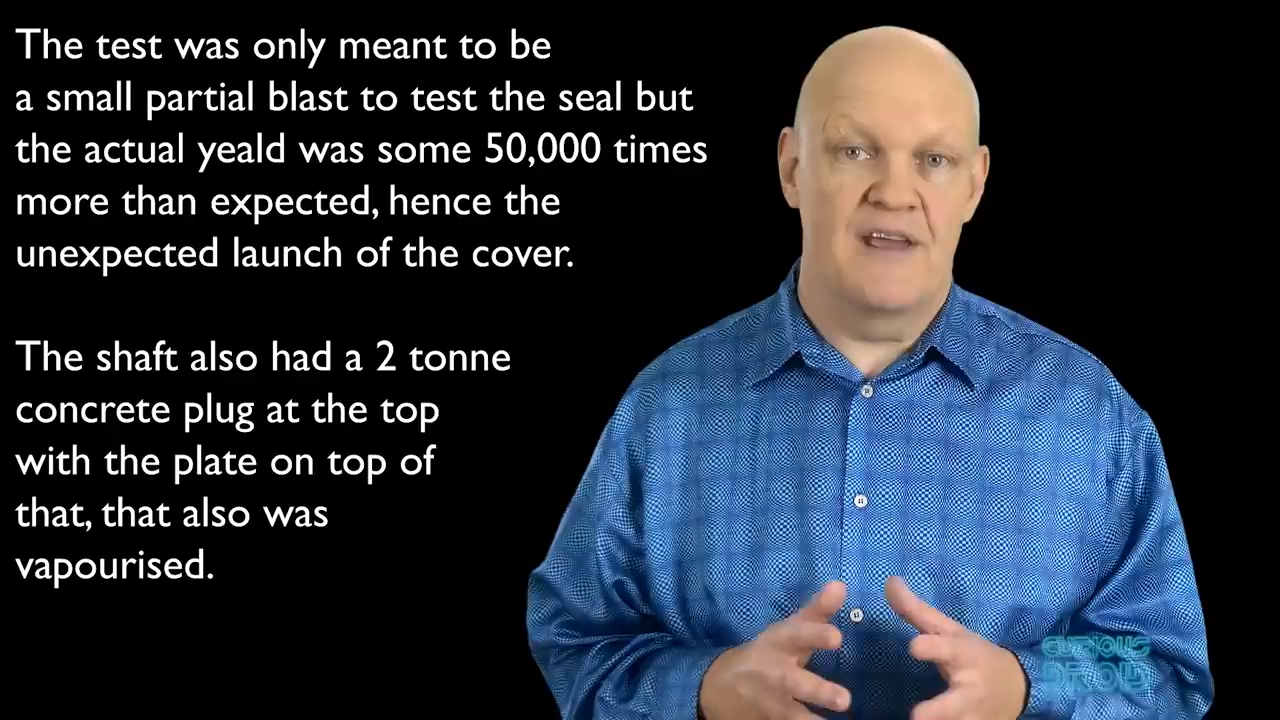 The test was only meant to be
a small partial blast to test the seal but
the actual yeald was some 50,000 times
more than expected, hence the
unexpected launch of the cover.
The shaft also had a 2 tonne
concrete plug at the top
with the plate on top of
that, that also was
vapourised.
CURIOUS
DROID